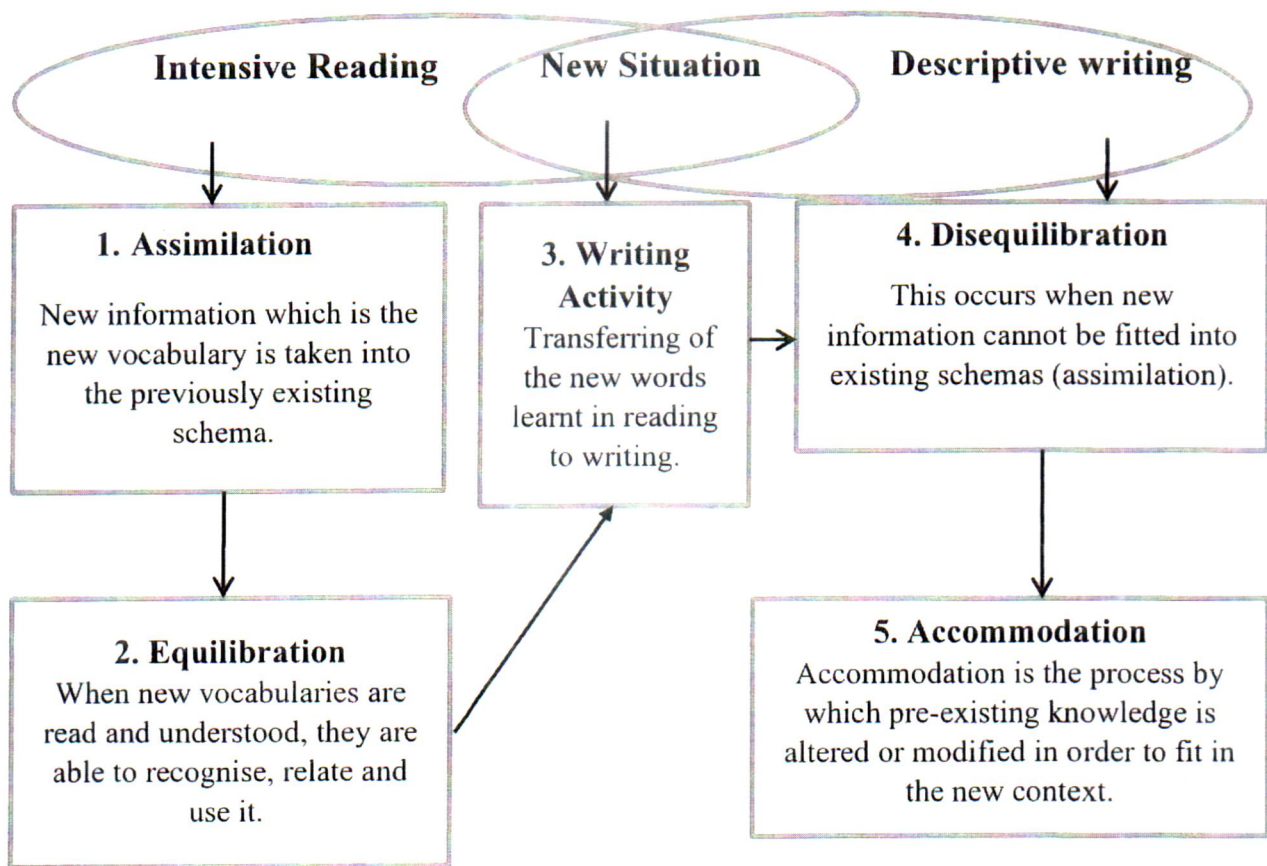 Intensive Reading
New Situation
Descriptive writing
1. Assimilation
New information which is the
new vocabulary is taken into
the previously existing
schema.
2. Equilibration
When new vocabularies are
read and understood, they are
able to recognise, relate and
use it.
3. Writing
Activity
Transferring of
the new words
learnt in reading
to writing.
4. Disequilibration
This occurs when new
information cannot be fitted into
existing schemas (assimilation).
5. Accommodation
Accommodation is the process by
which pre-existing knowledge is
altered or modified in order to fit in
the new context.